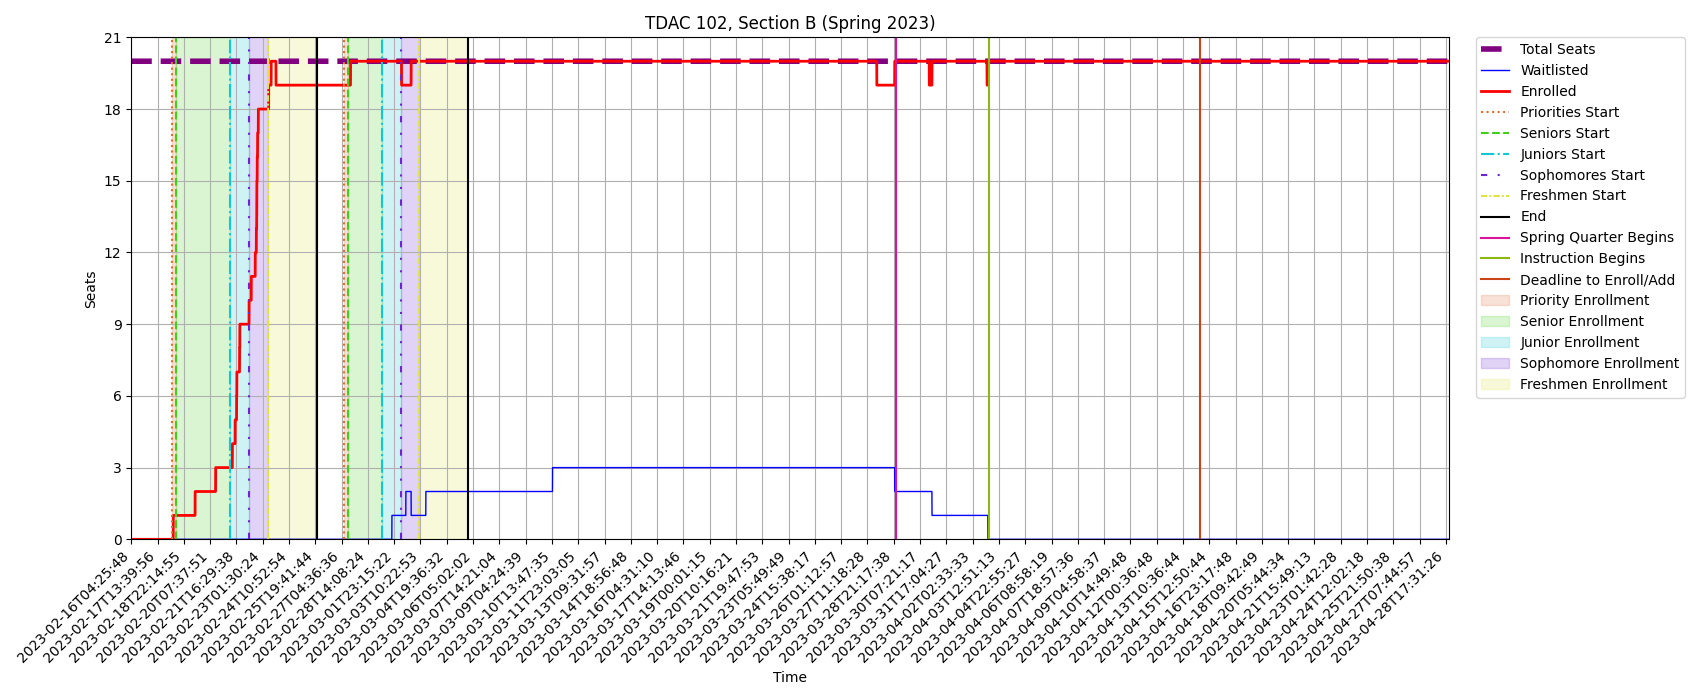 TDAC 102, Section B (Spring 2023)
Seats
21
18
15
12
9
6
3
0
2023-02-16T04:25:48
2023-02-17T13:39:56
2023-02-18T22:14:55
2023-02-20T07:37:51
2023-02-21T16:29:38
2023-02-23T01:30:24
2023-02-24T10:52:54
2023-02-25T19:41:44
2023-02-27T04:36:36
2023-02-28T14:08:24
2023-03-01T23:15:22
2023-03-03T10:22:53
2023-03-04T19:36:32
2023-03-06T05:02:02
2023-03-07T14:21:04
2023-03-09T04:24:39
2023-03-10T13:47:35
2023-03-11T23:03:05
2023-03-13T09:31:57
2023-03-14T18:56:48
2023-03-16T04:31:10
2023-03-17T14:13:46
2023-03-19T00:01:15
2023-03-20T10:16:21
2023-03-21T19:47:53
2023-03-23T05:49:49
2023-03-24T15:38:17
2023-03-26T01:12:57
2023-03-27T11:18:28
2023-03-28T21:17:38
2023-03-30T07:21:17
2023-03-31T17:04:27
2023-04-02T02:33:33
2023-04-03T12:51:13
2023-04-04T22:55:27
2023-04-06T08:58:19
2023-04-07T18:57:36
2023-04-09T04:58:37
2023-04-10T14:49:48
2023-04-12T00:36:48
2023-04-13T10:36:44
2023-04-15T12:50:44
2023-04-16T23:17:48
2023-04-18T09:42:49
2023-04-20T05:44:34
2023-04-21T15:49:13
2023-04-23T01:42:28
2023-04-24T12:02:18
2023-04-25T21:50:38
2023-04-27T07:44:57
2023-04-28T17:31:26
Time
Total Seats
Waitlisted
Enrolled
Priorities Start
Seniors Start
Juniors Start
Sophomores Start
Freshmen Start
End
Spring Quarter Begins
Instruction Begins
Deadline to Enroll/Add
Priority Enrollment
Senior Enrollment
Junior Enrollment
Sophomore Enrollment
Freshmen Enrollment